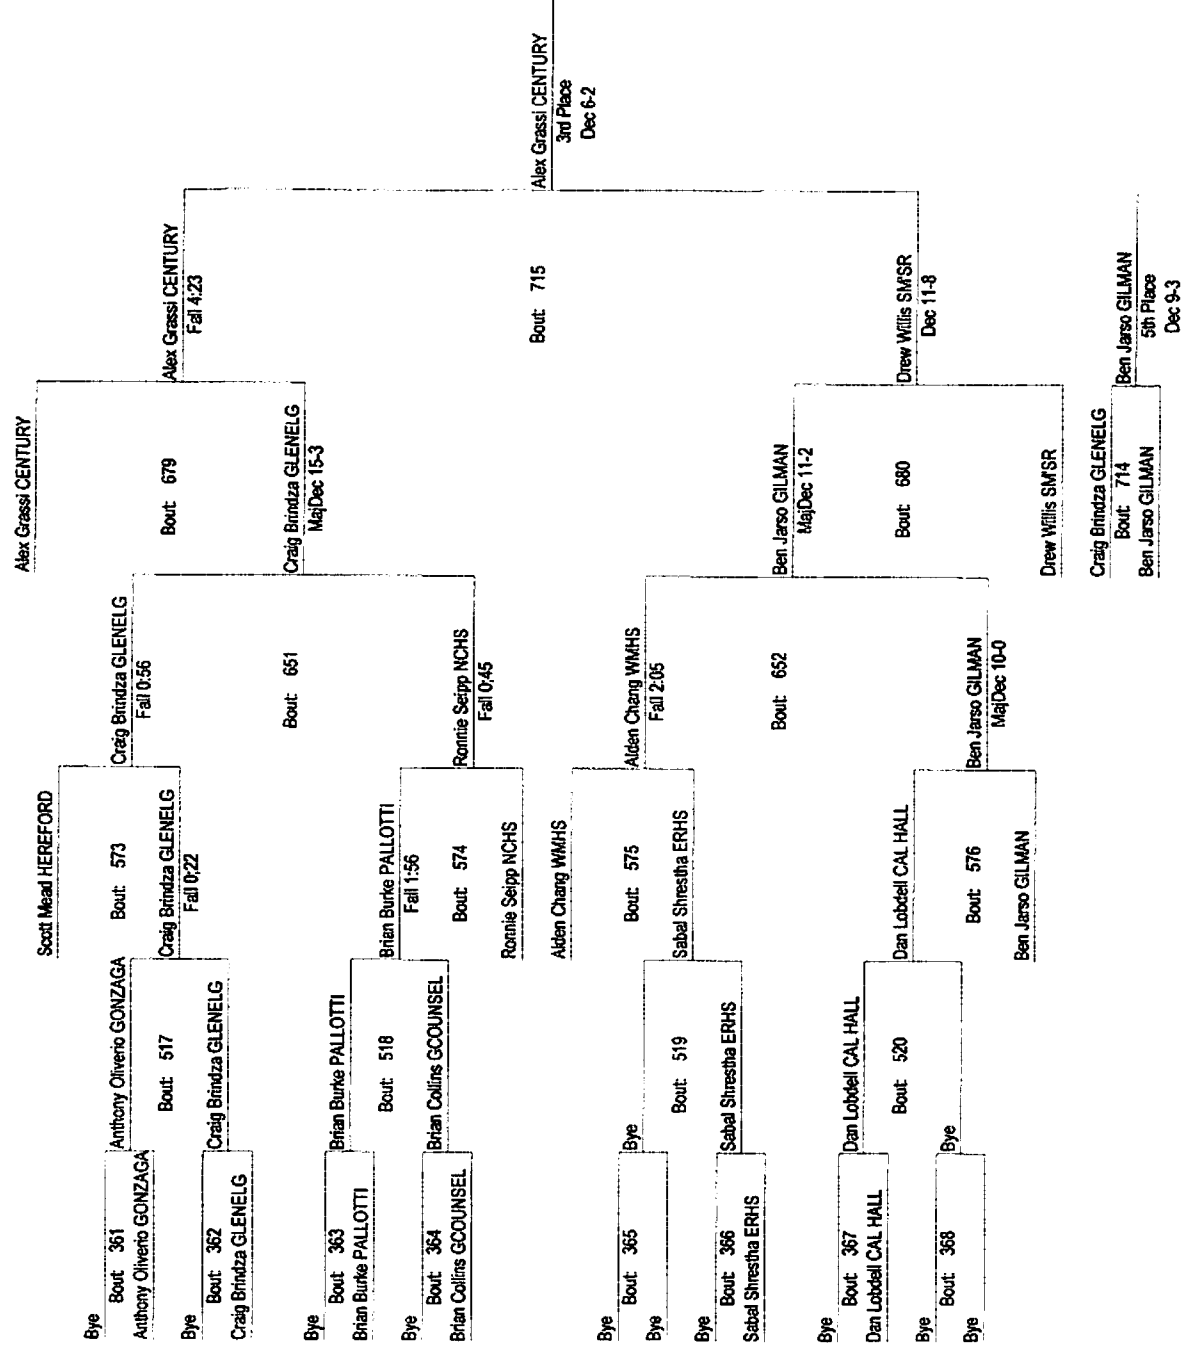 Bye
Bout: 361
Anthony Oliverio GONZAGA
Bye
Bout: 362
Craig Brindza GLENELG
Bye
Bout: 363
Brian Burke PALLOTTI
Bye
Bout: 364
Brian Collins GCOUNSEL
Bye
Bout: 365
Bye
Bye
Bout: 366
Sabal Shrestha ERHS
Bye
Bout: 367
Dan Lobdell CAL HALL
Bye
Bout: 368
Bye
Anthony Oliverio GONZAGA
Bout: 517
Craig Brindza GLENELG
Brian Burke PALLOTTI
Bout: 518
Brian Collins GCOUNSEL
Bye
Bout: 519
Sabal Shrestha ERHS
Dan Lobdell CAL HALL
Bout: 520
Bye
Scott Mead HEREFORD
Bout: 573
Craig Brindza GLENELG
Fall 0:22
Brian Burke PALLOTTI
Fall 1:56
Bout: 574
Ronnie Seipp NCHS
Alden Chang WMHS
Bout: 575
Sabal Shrestha ERHS
Dan Lobdell CAL HALL
Bout: 576
Ben Jarso GILMAN
Craig Brindza GLENELG
Fall 0:56
Bout: 651
Ronnie Seipp NCHS
Fall 0:45
Alden Chang WMHS
Fall 2:05
Bout: 652
Ben Jarso GILMAN
MajDec 10-0
Alex Grassi CENTURY
Bout: 679
Craig Brindza GLENELG
MajDec 15-3
Ben Jarso GILMAN
MajDec 11-2
Bout: 680
Drew Willis SM'SR
Craig Brindza GLENELG
Bout: 714
Ben Jarso GILMAN
Alex Grassi CENTURY
Fall 4:23
Bout: 715
Drew Willis SM'SR
Dec 11-8
Ben Jarso GILMAN
5th Place
Dec 9-3
Alex Grassi CENTURY
3rd Place
Dec 6-2